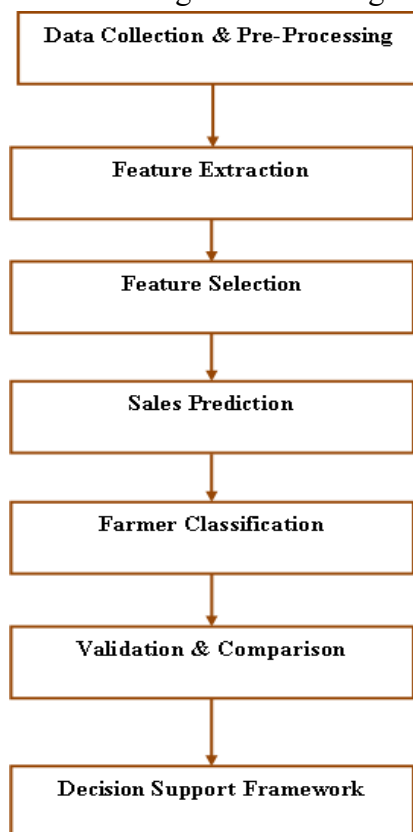 Data Collection & Pre-Processing
Feature Extraction
Feature Selection
Sales Prediction
Farmer Classification
Validation & Comparison
Decision Support Framework